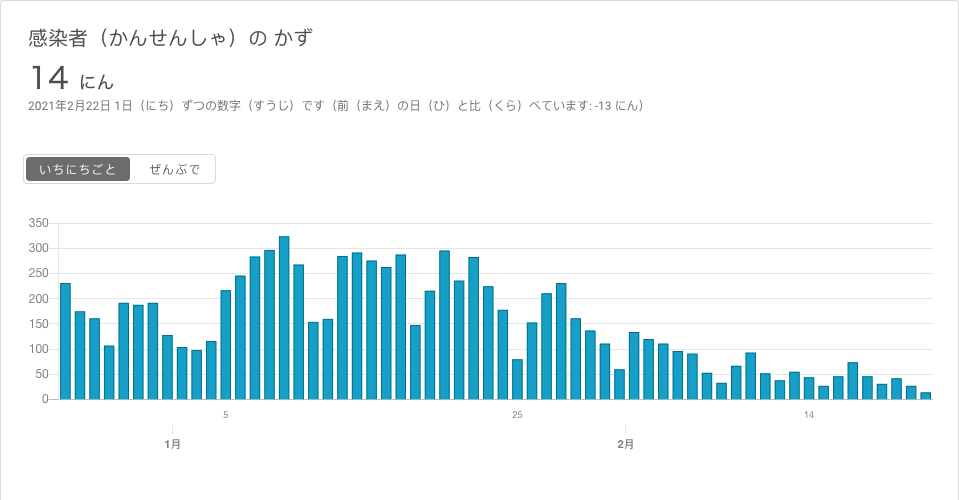 感染者（かんせんしゃ）の かず
14 にん
2021年2月22日 1日（にち）ずつの数字（すうじ）です（前（まえ）の日（ひ）と比（くら）べています: -13 にん）
いちにちごと ぜんぶで
350
300
250
200
150
100
50
0
5 25 14
1月 2月